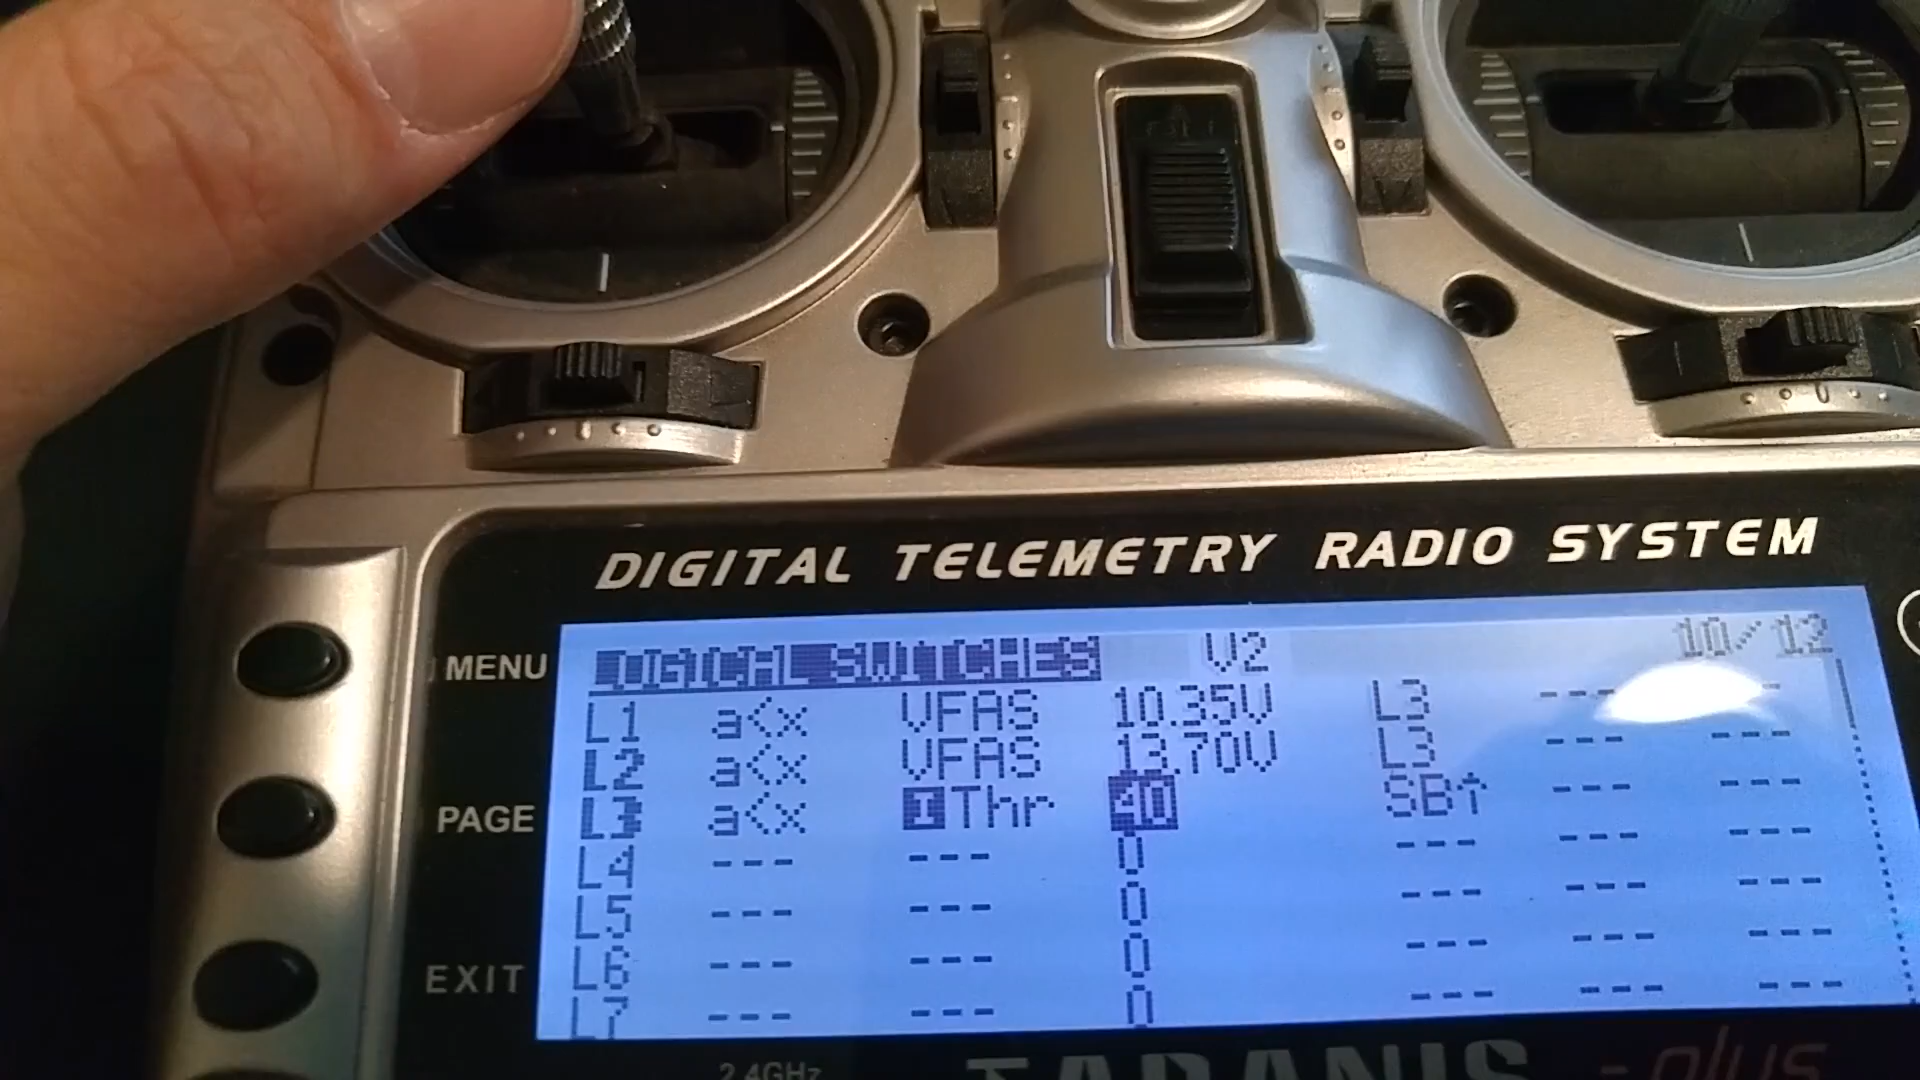 DIGITAL TELEMETRY RADIO SYSTEM
LOGICAL SWITCHES V2 10/12
L1 a<x VFAS 10.35V L3 --- ---
L2 a<x VFAS 13.70V L3 --- ---
L3 a<x IThr 40 SB↑ --- ---
L4 --- --- 0 --- --- ---
L5 --- --- 0 --- --- ---
L6 --- --- 0 --- --- ---
L7 --- --- 0 --- --- ---
MENU
PAGE
EXIT
2.4GHz TARANIS -plus